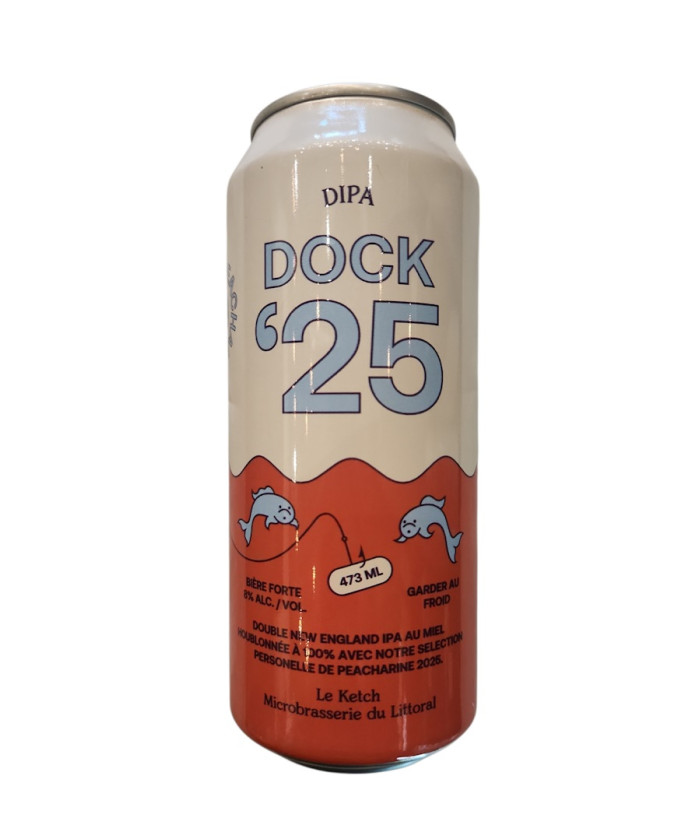 DIPA
DOCK
‘25
BIÈRE FORTE
8% ALC. / VOL.
473 ML
GARDER AU
FROID
DOUBLE NEW ENGLAND IPA AU MIEL
HOUBLONNÉE À 100% AVEC NOTRE SELECTION
PERSONELLE DE PEACHARINE 2025.
Le Ketch
Microbrasserie du Littoral